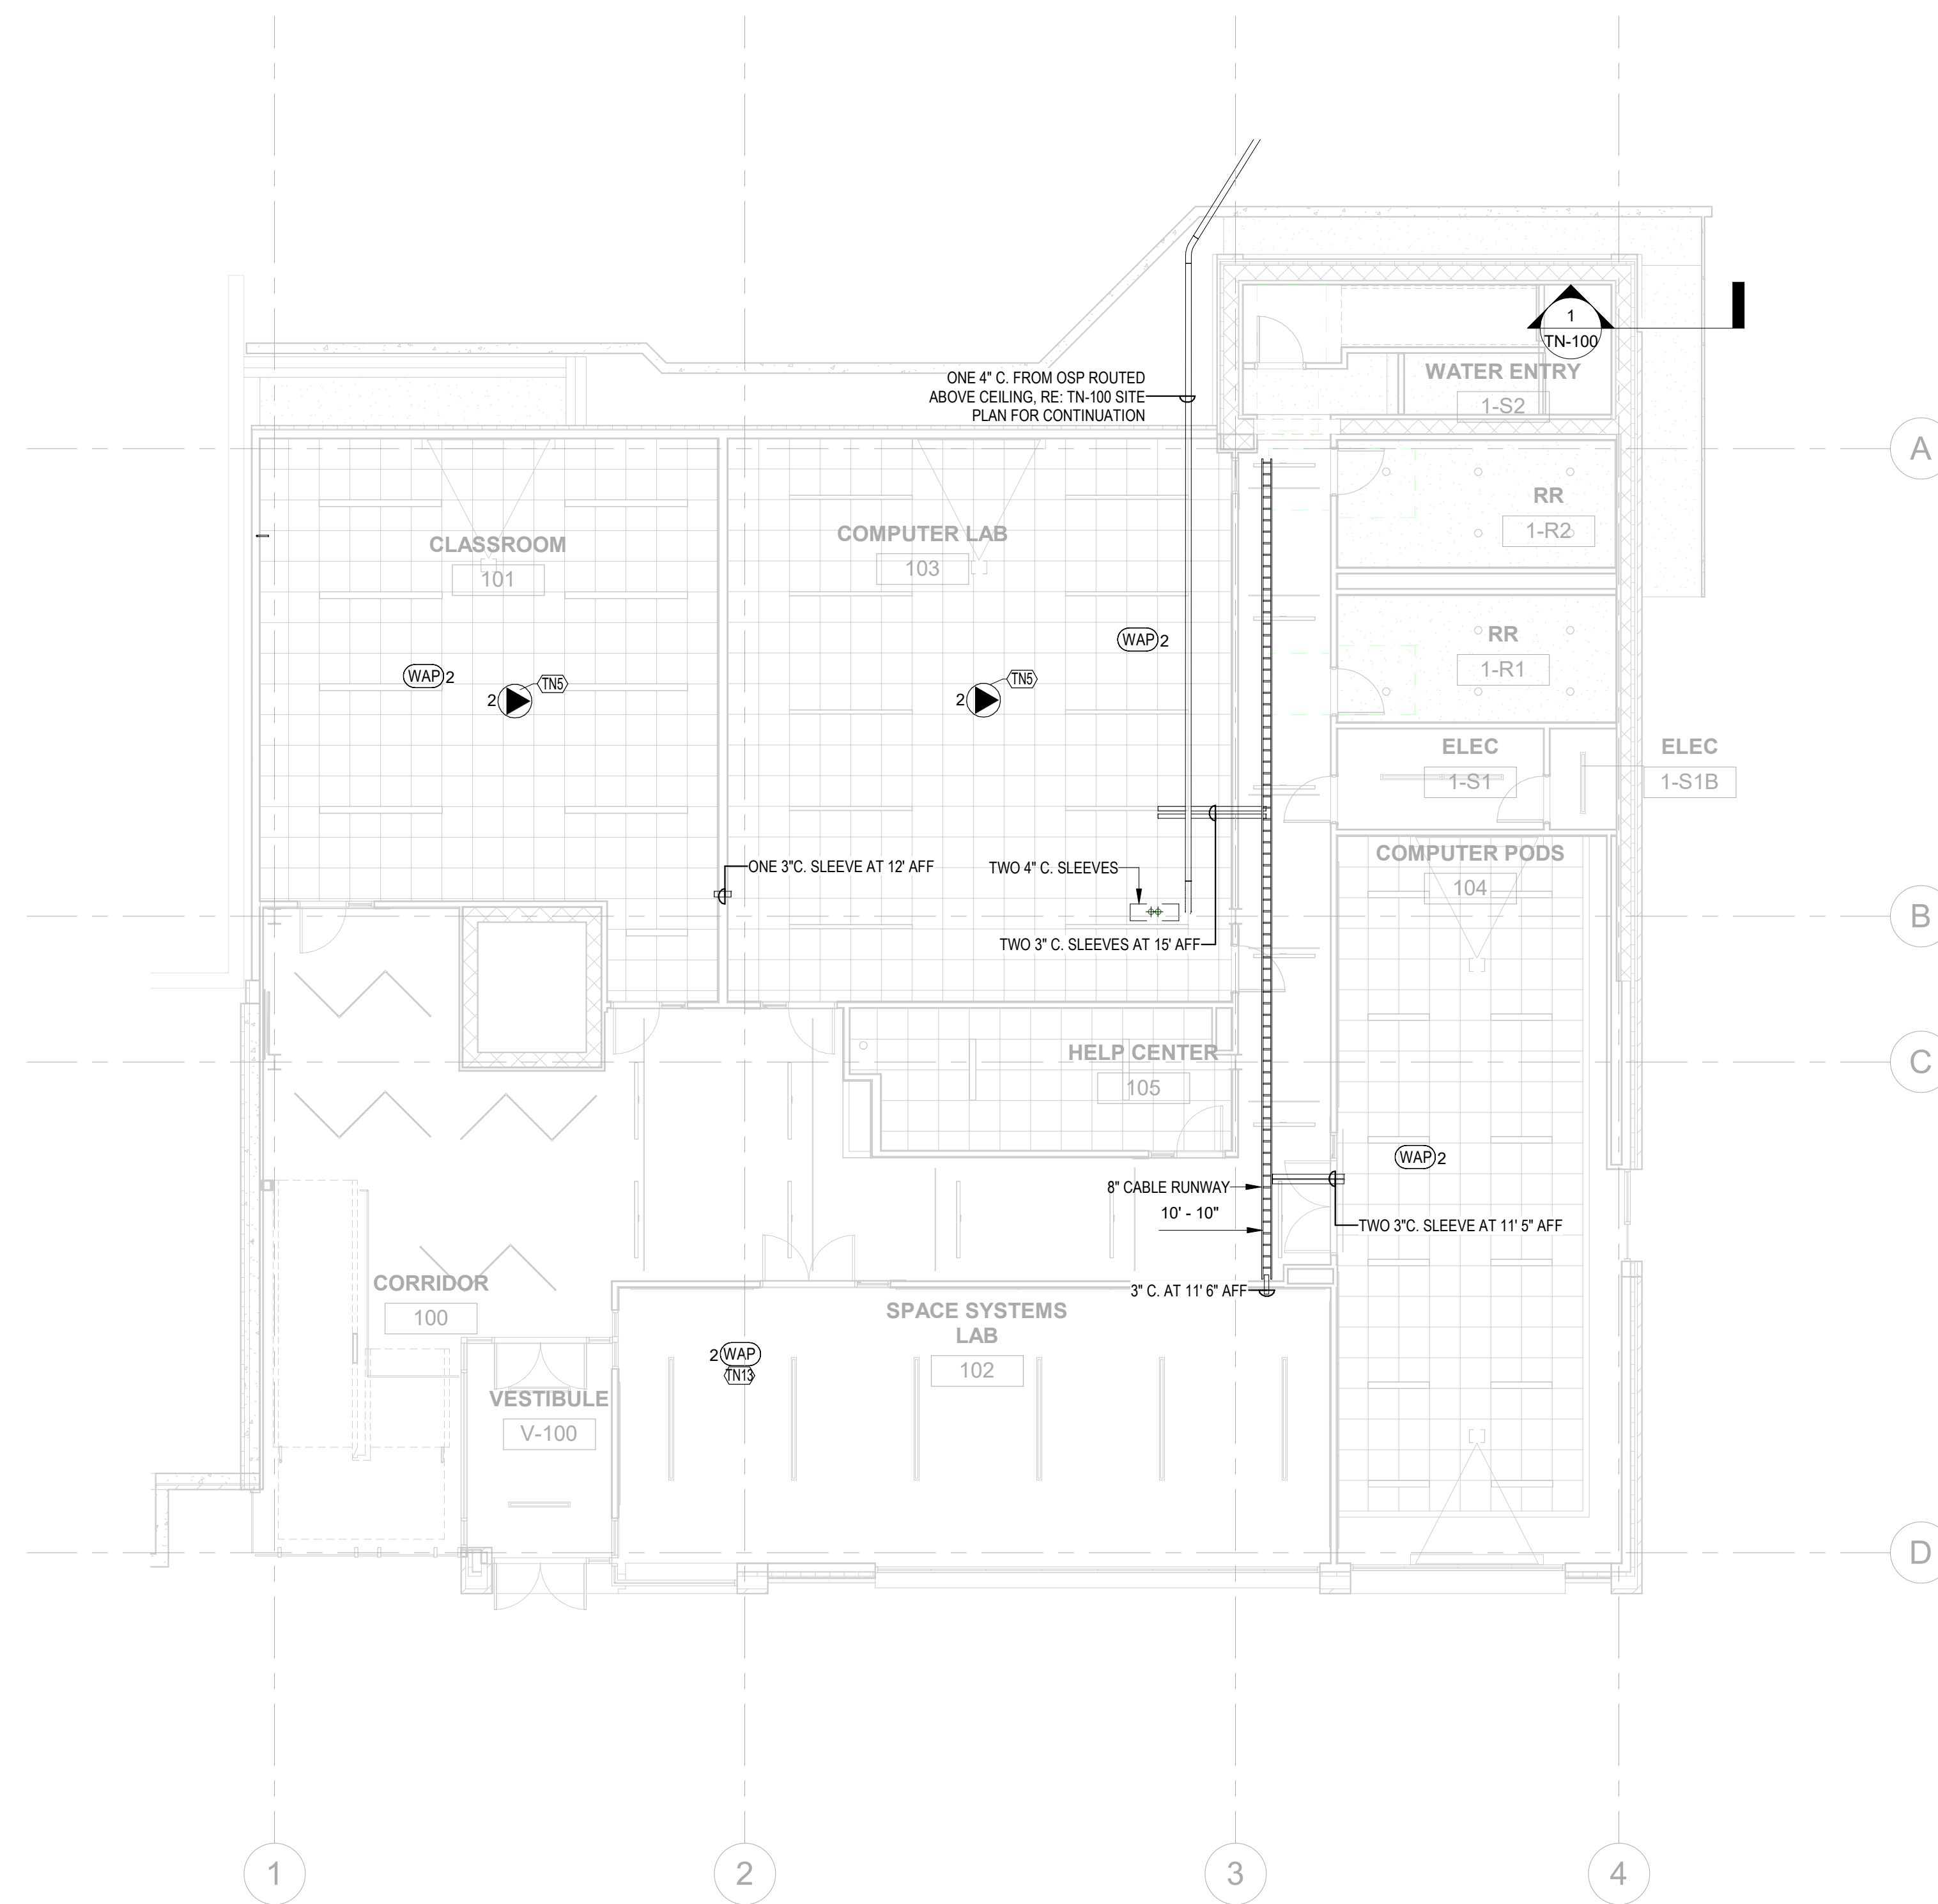 1
TN-100
WATER ENTRY
1-S2
ONE 4" C. FROM OSP ROUTED
ABOVE CEILING, RE: TN-100 SITE
PLAN FOR CONTINUATION
A
RR
1-R2
COMPUTER LAB
103
CLASSROOM
101
WAP 2
RR
1-R1
WAP 2
2 TN5
2 TN5
ELEC
1-S1
ELEC
1-S1B
COMPUTER PODS
104
ONE 3"C. SLEEVE AT 12' AFF
TWO 4" C. SLEEVES
B
TWO 3" C. SLEEVES AT 15' AFF
HELP CENTER
105
C
WAP 2
8" CABLE RUNWAY
10' - 10"
TWO 3"C. SLEEVE AT 11' 5" AFF
CORRIDOR
100
3" C. AT 11' 6" AFF
SPACE SYSTEMS
LAB
102
2 WAP
TN13
VESTIBULE
V-100
D
1
2
3
4